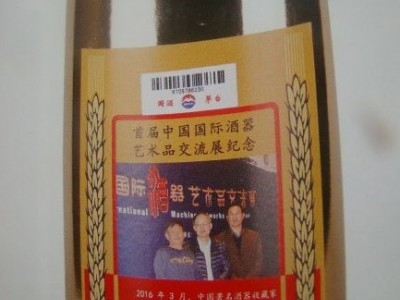 国酒 茅台
首届中国国际酒器
艺术品交流展纪念
国际酒器艺术品交流展
2016 年 3 月，中国著名酒器收藏家